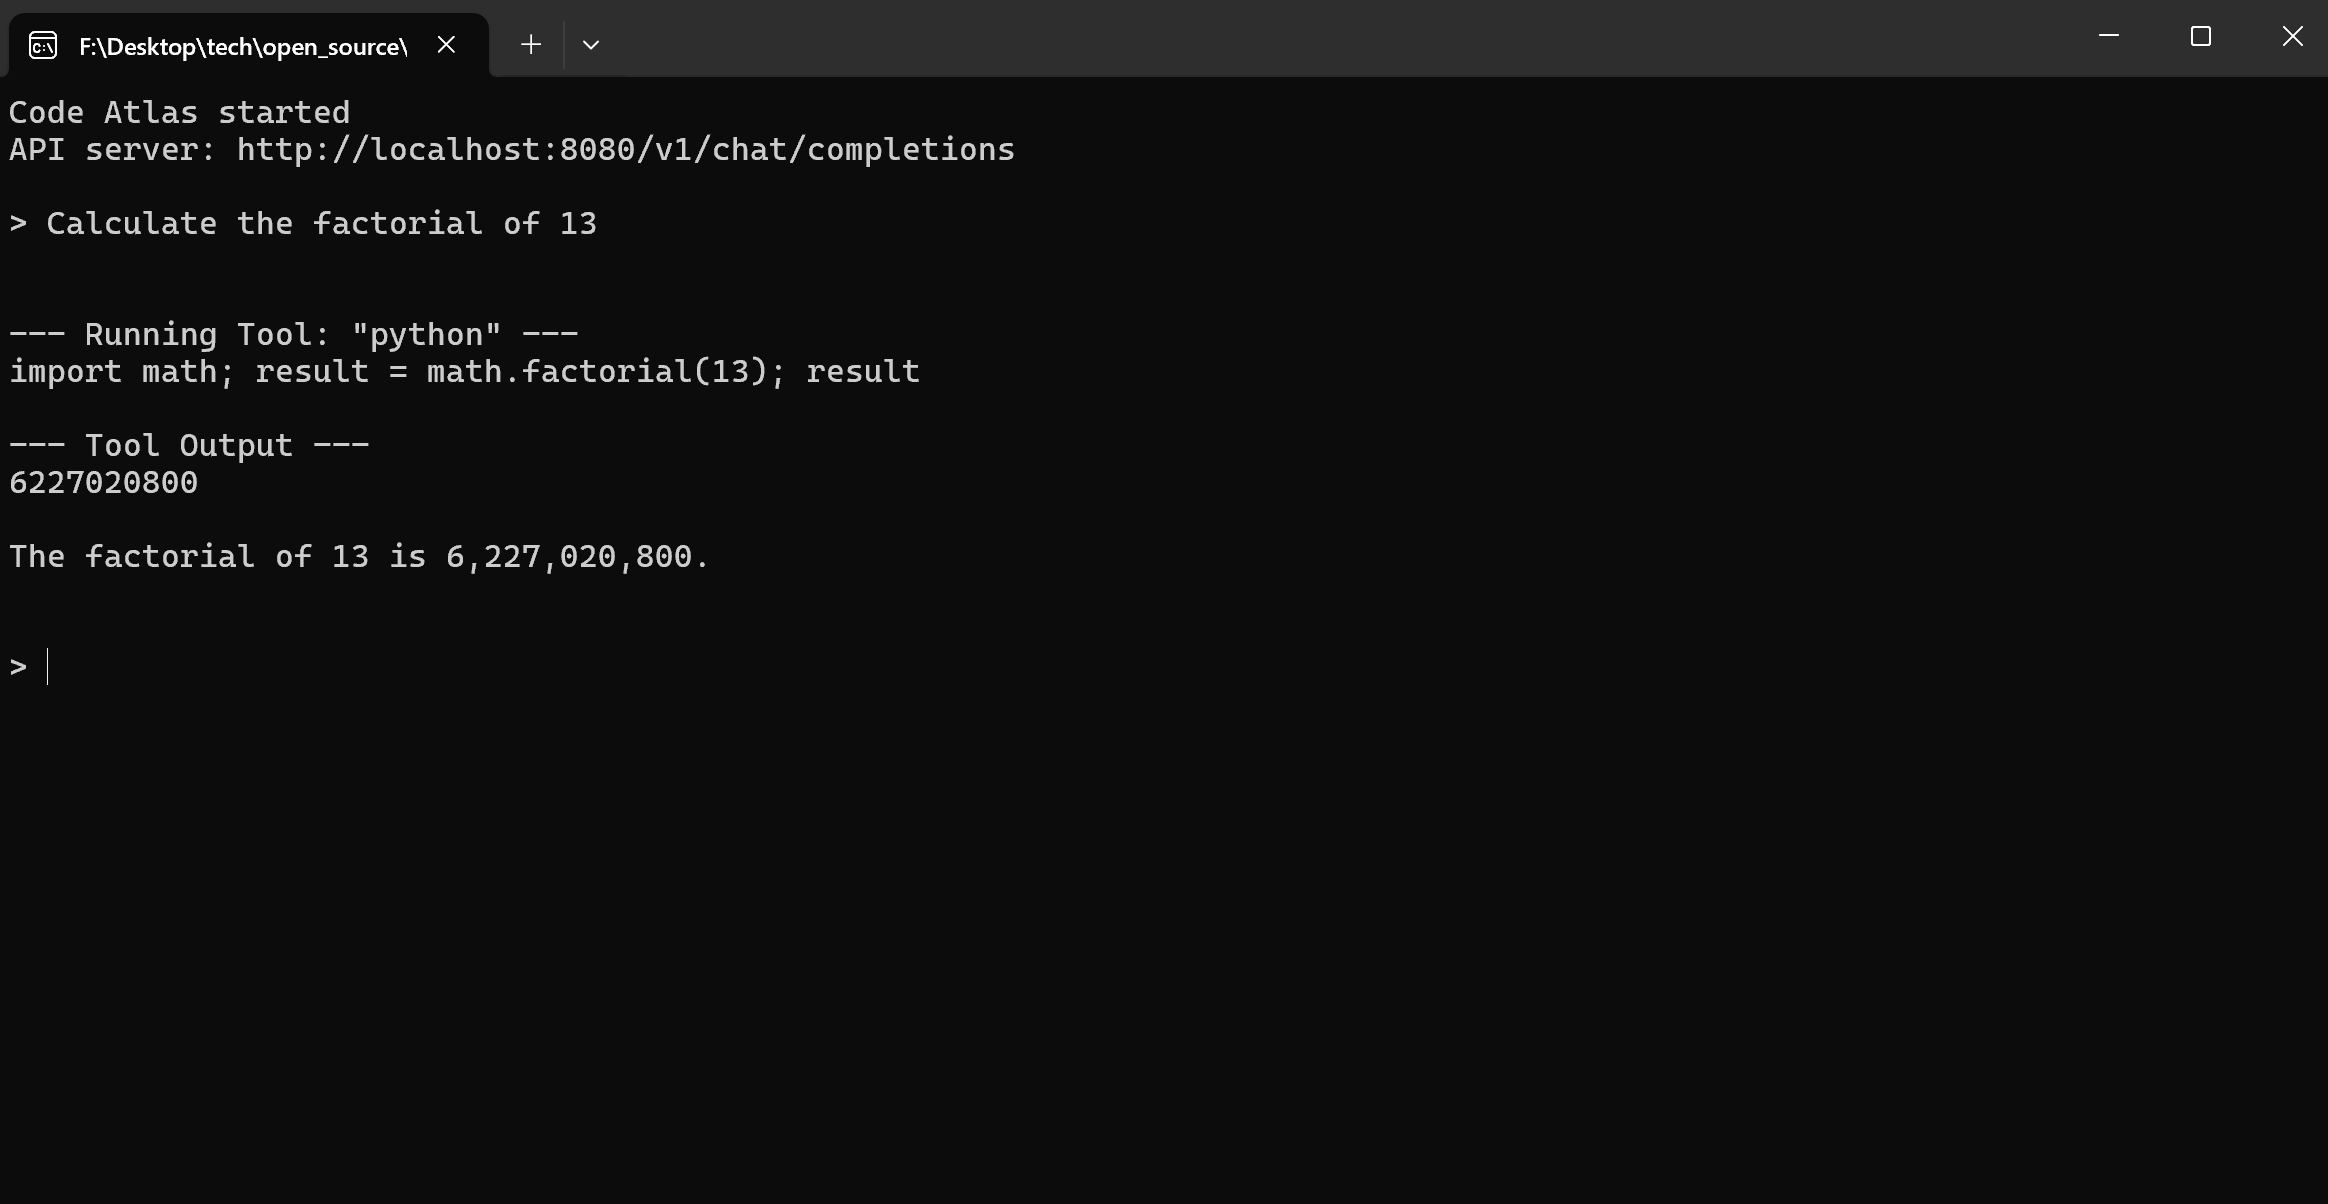 F:\Desktop\tech\open_source\
Code Atlas started
API server: http://localhost:8080/v1/chat/completions
> Calculate the factorial of 13
--- Running Tool: "python" ---
import math; result = math.factorial(13); result
--- Tool Output ---
6227020800
The factorial of 13 is 6,227,020,800.
>